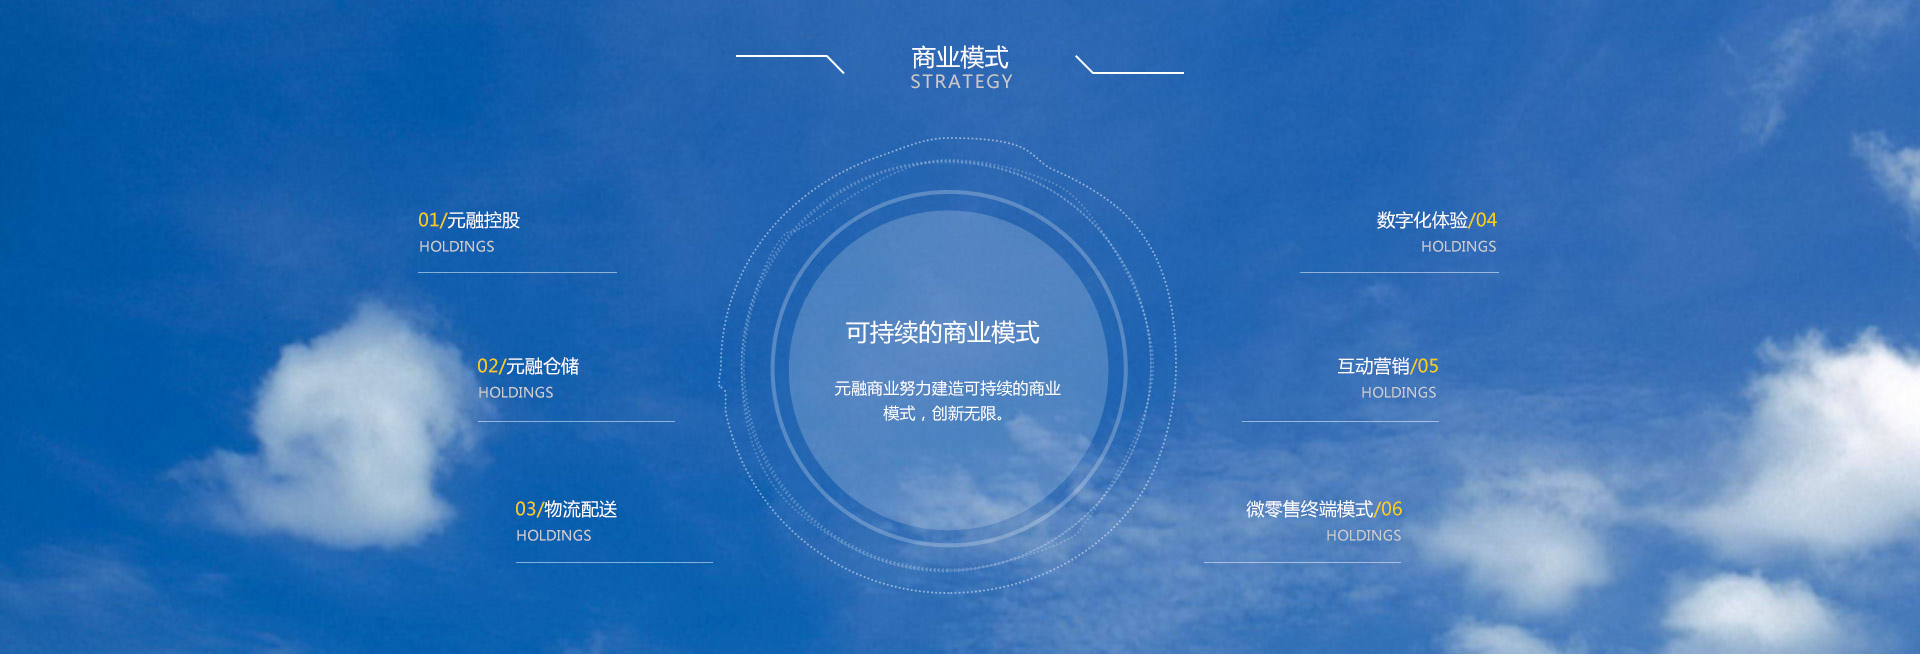 商业模式
STRATEGY
01/元融控股
HOLDINGS
02/元融仓储
HOLDINGS
03/物流配送
HOLDINGS
可持续的商业模式
元融商业努力建造可持续的商业
模式，创新无限。
数字化体验/04
HOLDINGS
互动营销/05
HOLDINGS
微零售终端模式/06
HOLDINGS